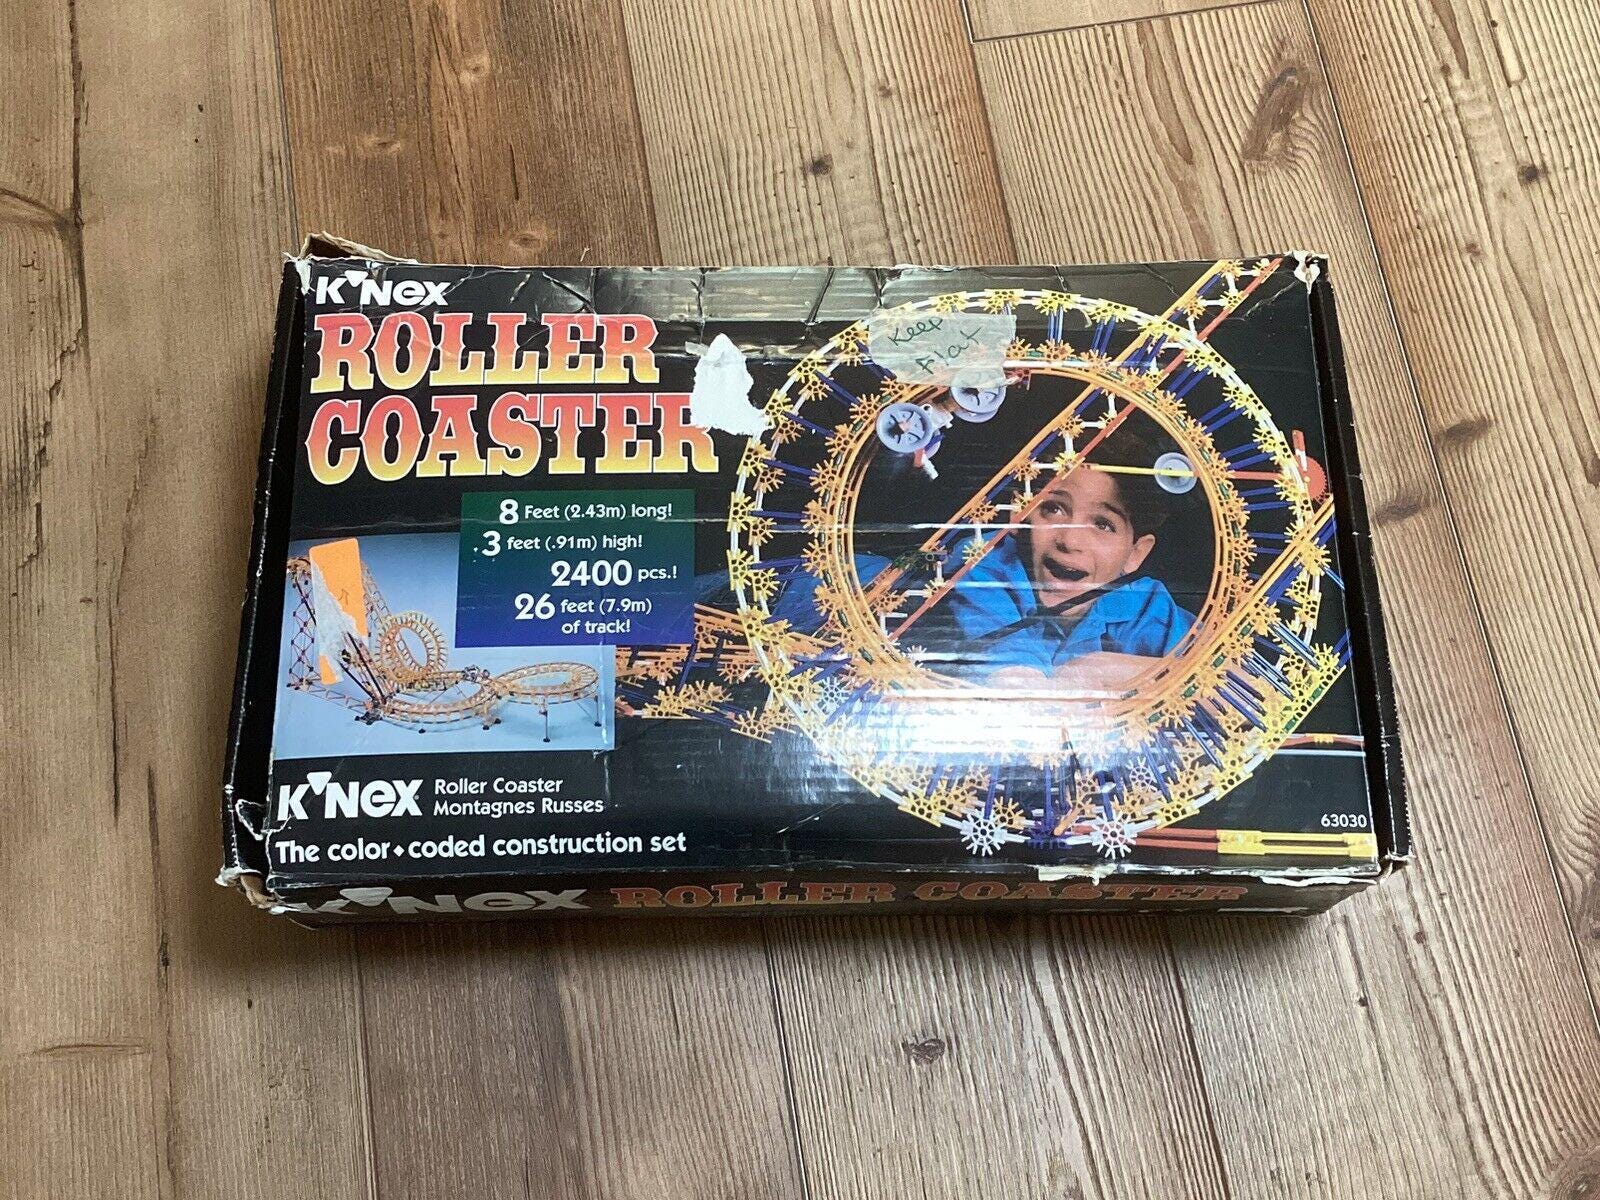 K'NEX
ROLLER
COASTER
Keep
Flat
8 Feet (2.43m) long!
3 feet (.91m) high!
2400 pcs.!
26 feet (7.9m)
of track!
K'NEX Roller Coaster
Montagnes Russes
The color•coded construction set
63030
K'NEX ROLLER COASTER